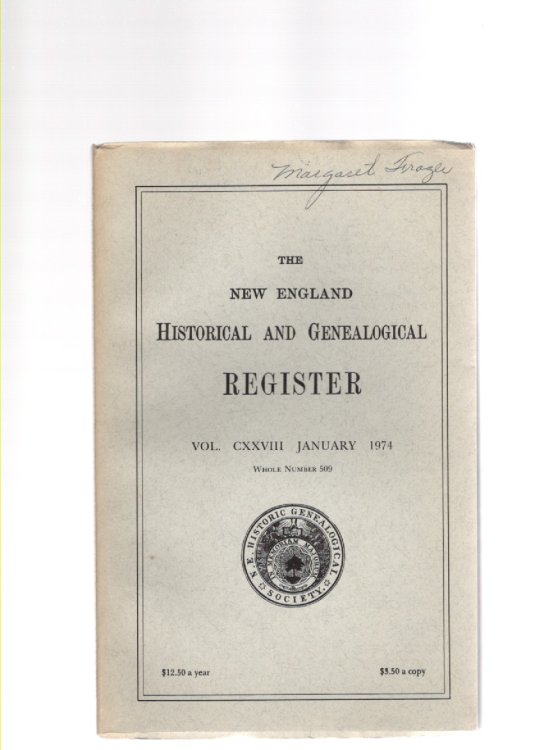 Margaret Frazer
THE
NEW ENGLAND
HISTORICAL AND GENEALOGICAL
REGISTER
VOL. CXXVIII JANUARY 1974
WHOLE NUMBER 509
N. E. HISTORIC GENEALOGICAL
SOCIETY.
$12.50 a year
$3.50 a copy